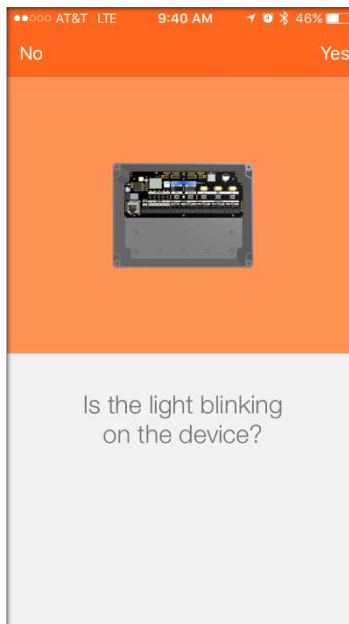 ●●○○○ AT&T LTE 9:40 AM 46%
No Yes
Is the light blinking
on the device?